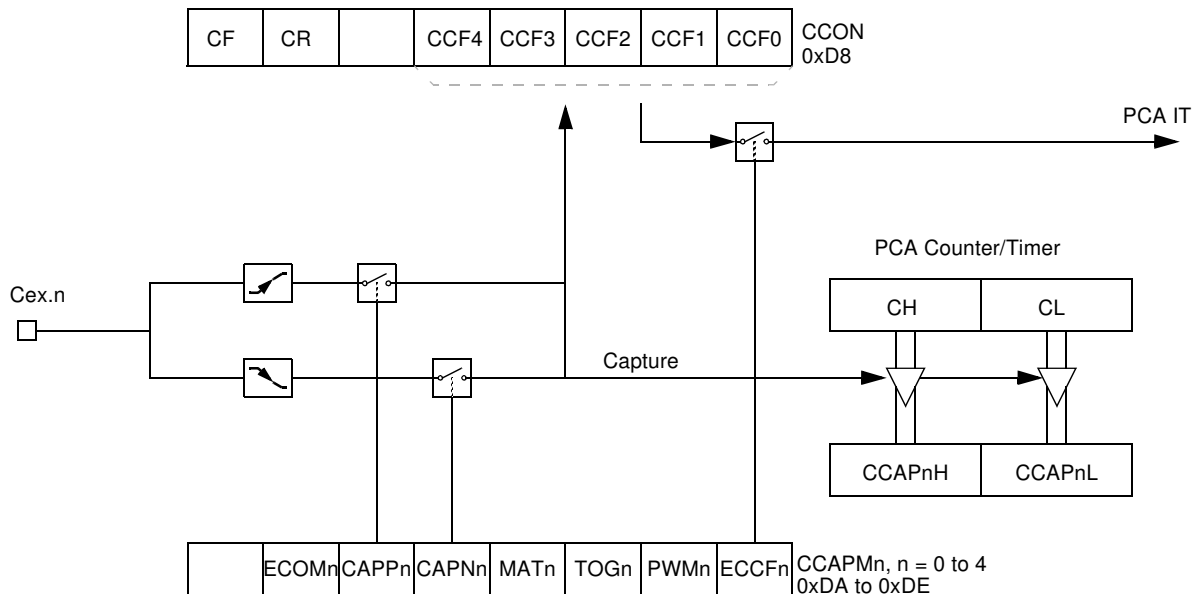 CF CR CCF4 CCF3 CCF2 CCF1 CCF0 CCON
0xD8
PCA IT
PCA Counter/Timer
Cex.n
CH CL
Capture
CCAPnH CCAPnL
ECOMn CAPPn CAPNn MATn TOGn PWMn ECCFn CCAPMn, n = 0 to 4
0xDA to 0xDE